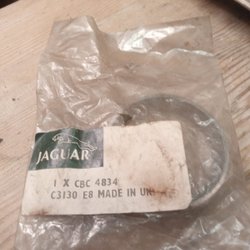 JAGUAR
1 X CBC 4834
C3130 E8 MADE IN UK